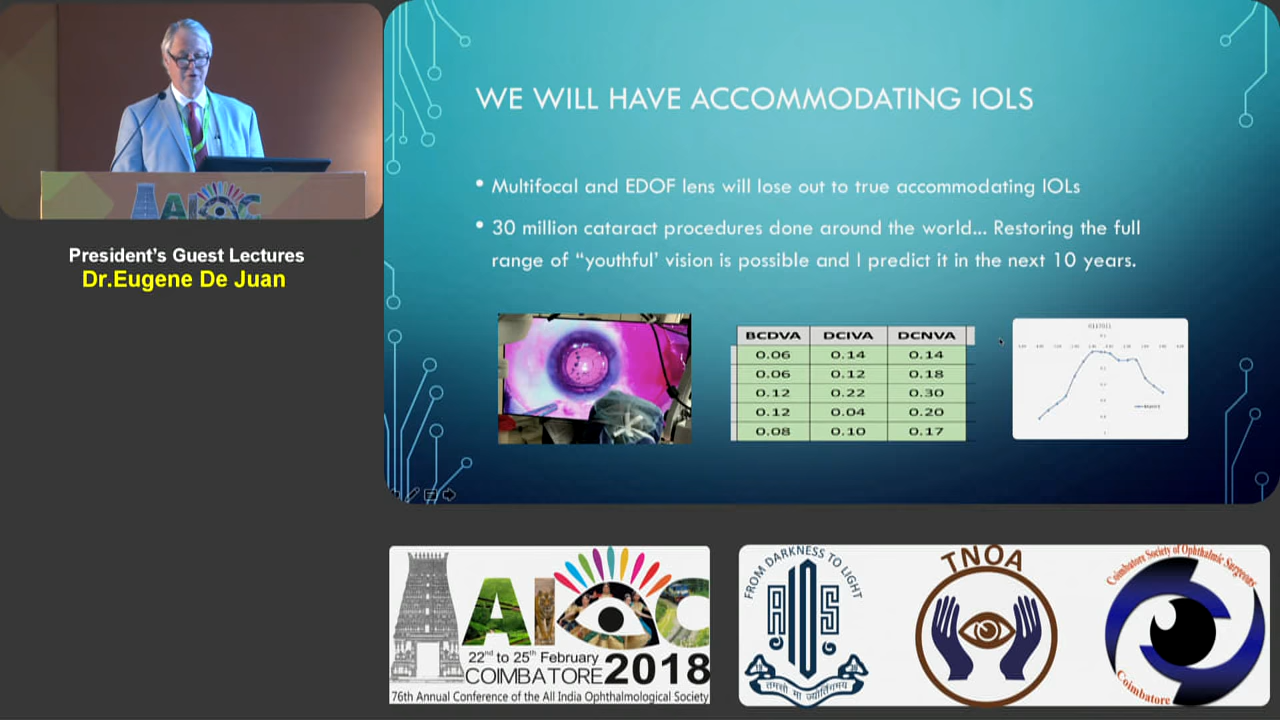 AAIOC
President's Guest Lectures
Dr.Eugene De Juan
WE WILL HAVE ACCOMMODATING IOLS
• Multifocal and EDOF lens will lose out to true accommodating IOLs
• 30 million cataract procedures done around the world... Restoring the full
range of “youthful’ vision is possible and I predict it in the next 10 years.
BCDVA DCIVA DCNVA
0.06 0.14 0.14
0.06 0.12 0.18
0.12 0.22 0.30
0.12 0.04 0.20
0.08 0.10 0.17
AAIOC
22nd to 25th February
COIMBATORE 2018
76th Annual Conference of the All India Ophthalmological Society
FROM DARKNESS TO LIGHT
AIOS
तमसो मा ज्योतिर्गमय
TNOA
Coimbatore Society of Ophthalmic Surgeons
Coimbatore